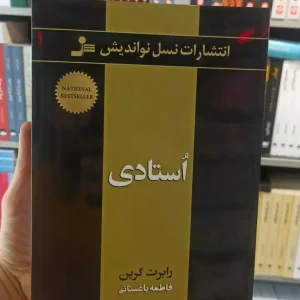 انتشارات نسل نواندیش
NATIONAL
BESTSELLER
اُستادی
رابرت گرین
فاطمه باغستانی